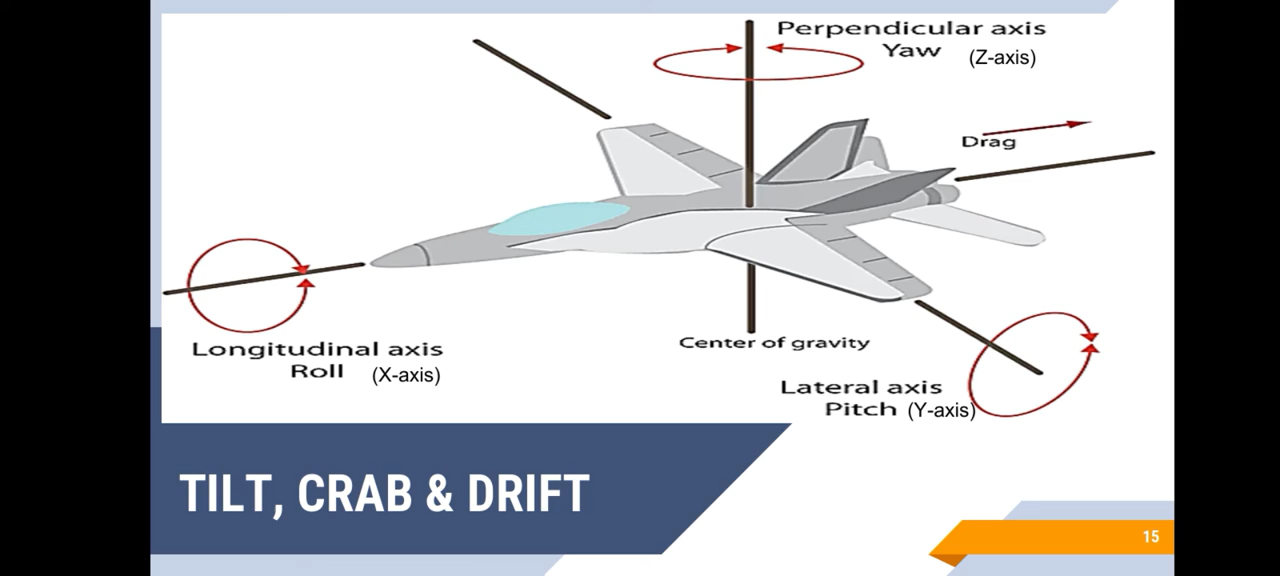 Perpendicular axis
Yaw (Z-axis)
Drag
Longitudinal axis
Roll (X-axis)
Center of gravity
Lateral axis
Pitch (Y-axis)
TILT, CRAB & DRIFT
15